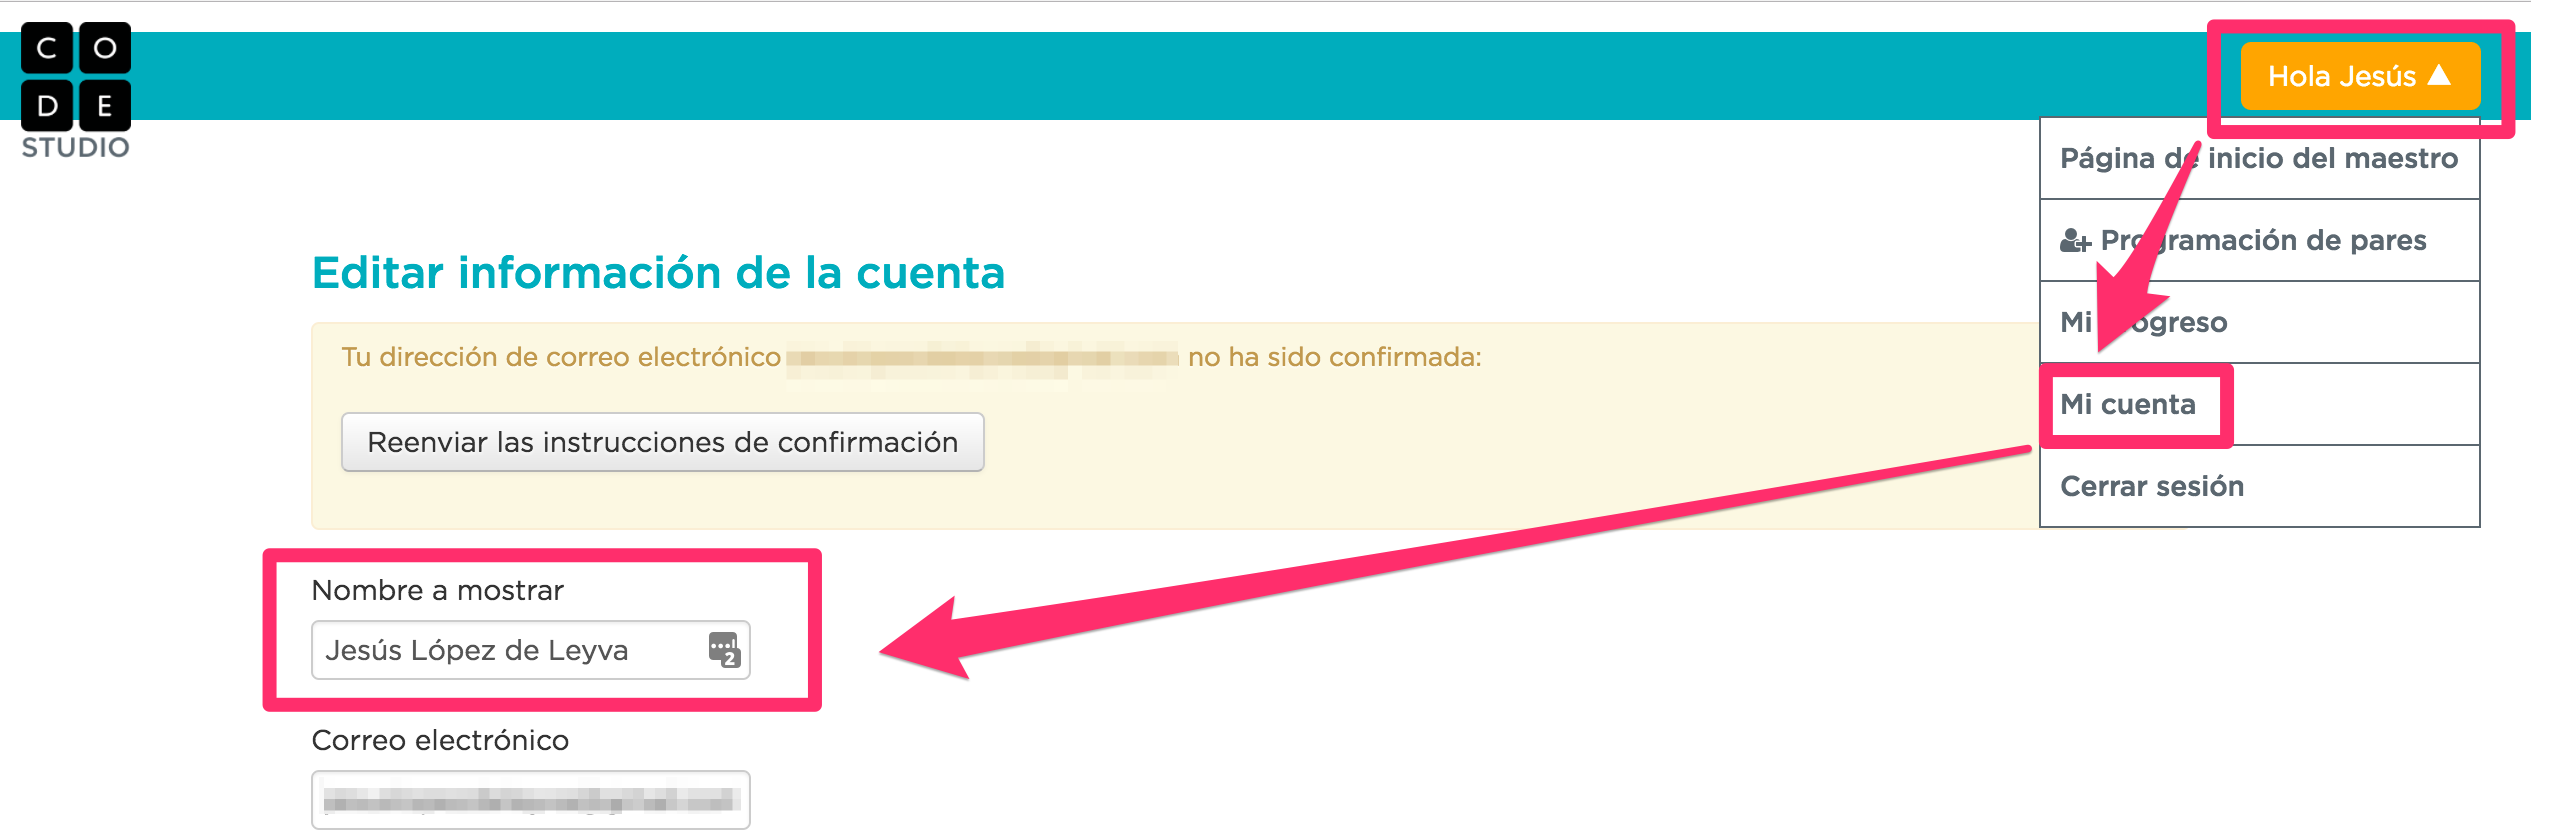 C O
D E
STUDIO
Hola Jesús
Página de inicio del maestro
Programación de pares
Mi progreso
Mi cuenta
Cerrar sesión
Editar información de la cuenta
Tu dirección de correo electrónico no ha sido confirmada:
Reenviar las instrucciones de confirmación
Nombre a mostrar
Jesús López de Leyva
2
Correo electrónico